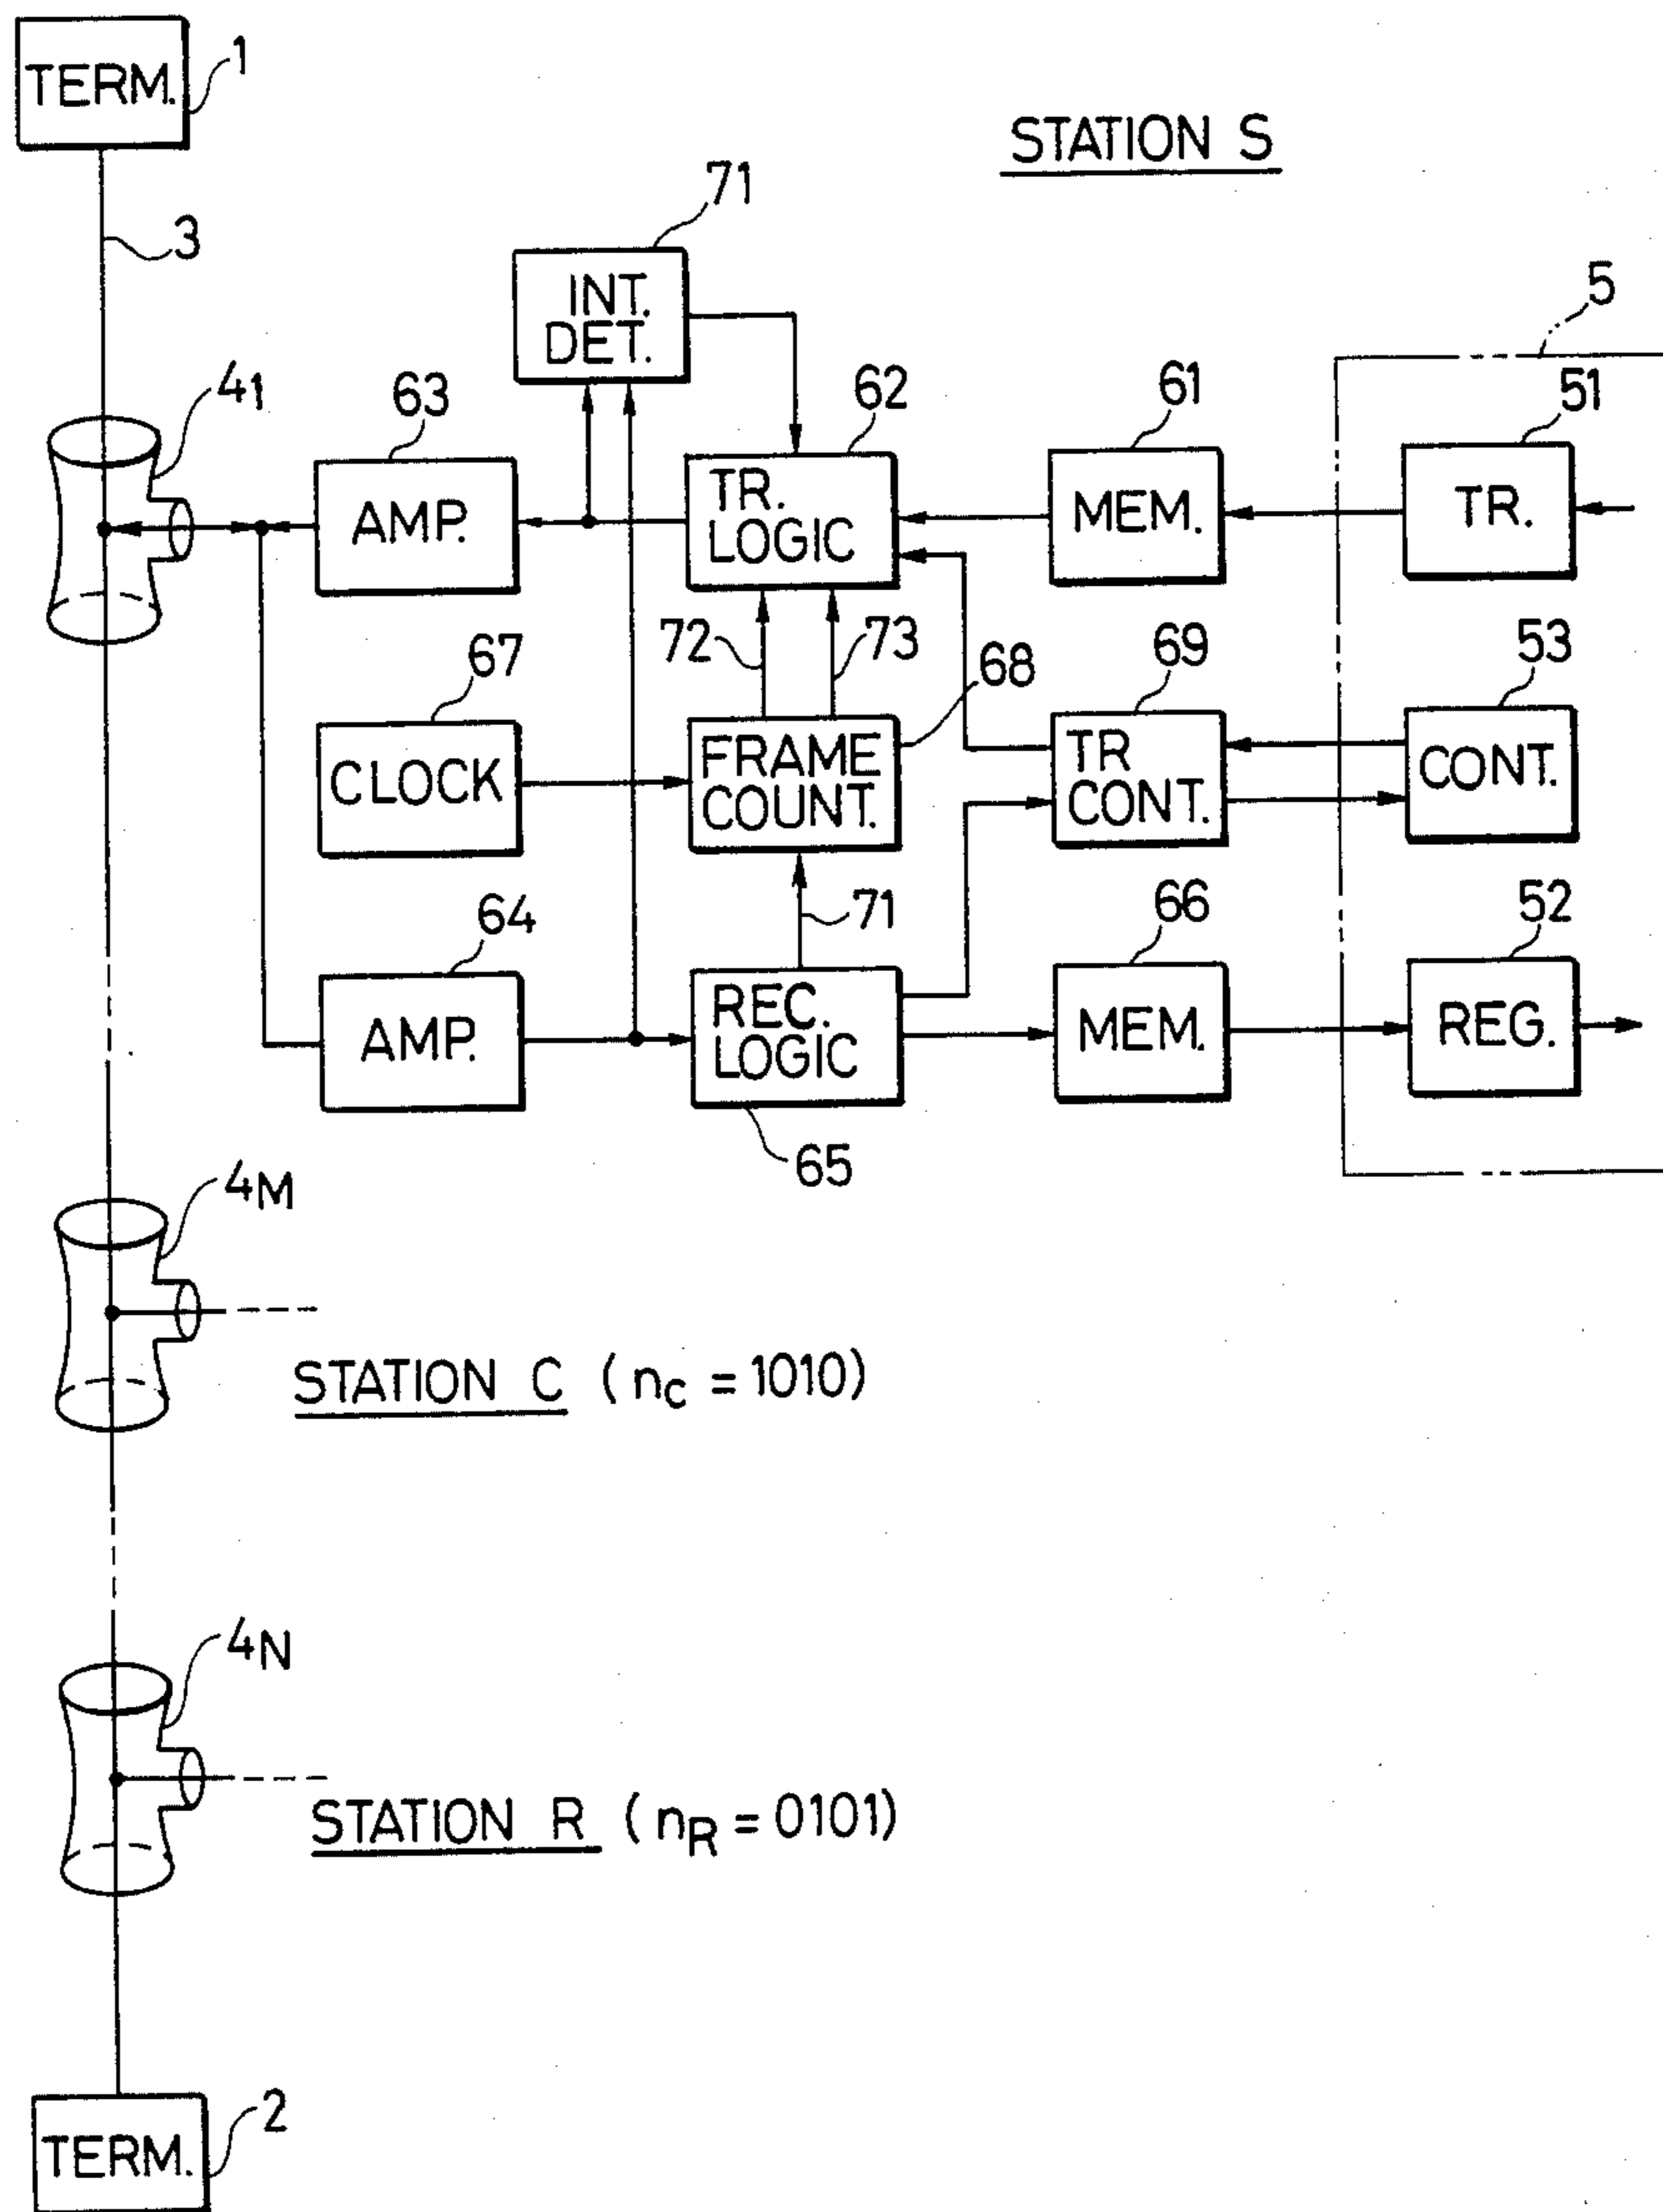 TERM.
1
STATION S
3
71
INT.
DET.
5
4₁
63
62
61
51
AMP.
TR.
LOGIC
MEM.
TR.
72
73
68
69
53
67
CLOCK
FRAME
COUNT.
TR
CONT.
CONT.
64
71
66
52
AMP.
REC.
LOGIC
MEM.
REG.
65
4M
STATION C (nC = 1010)
4N
STATION R (nR = 0101)
TERM.
2